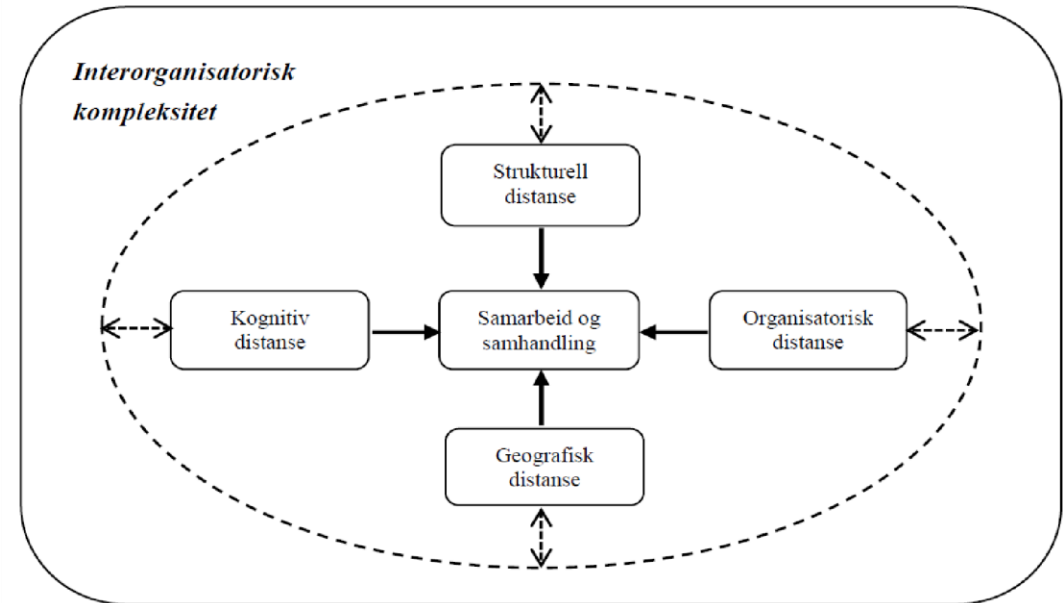 Interorganisatorisk
kompleksitet
Strukturell
distanse
Kognitiv
distanse
Samarbeid og
samhandling
Organisatorisk
distanse
Geografisk
distanse